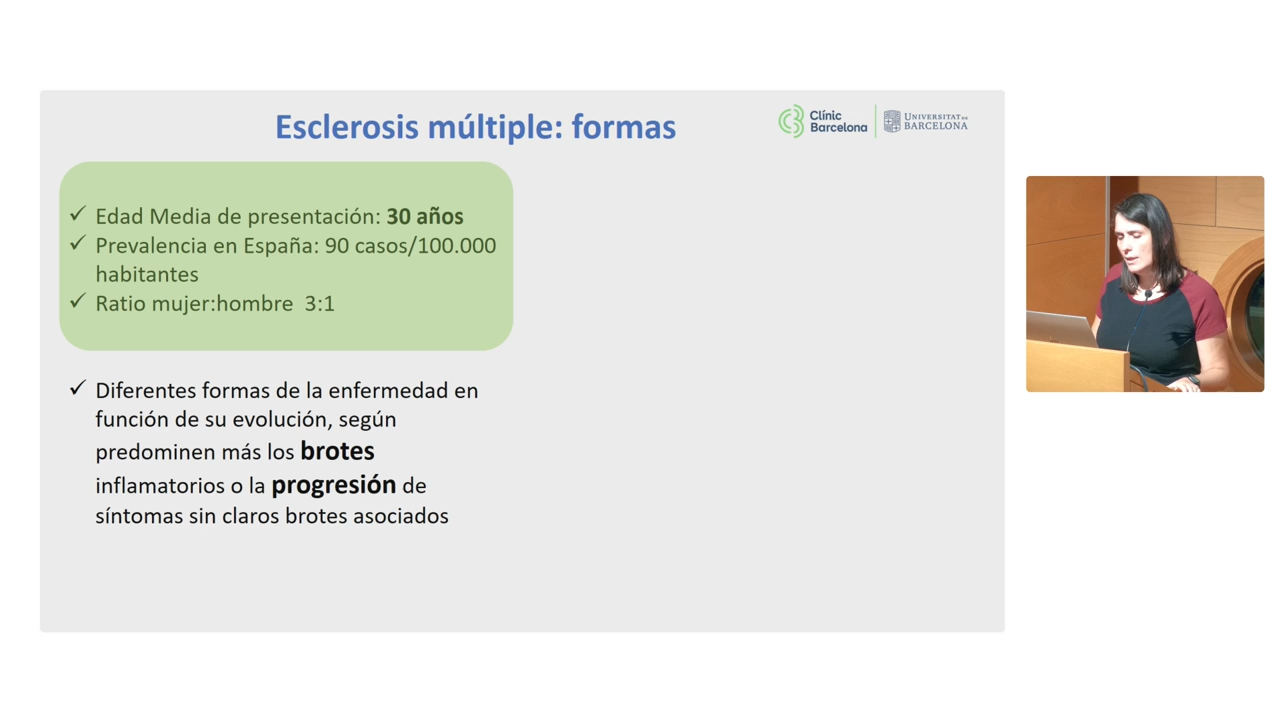 Esclerosis múltiple: formas
Clínic
Barcelona
UNIVERSITAT DE
BARCELONA
✓ Edad Media de presentación: 30 años
✓ Prevalencia en España: 90 casos/100.000
habitantes
✓ Ratio mujer:hombre 3:1
✓ Diferentes formas de la enfermedad en
función de su evolución, según
predominen más los brotes
inflamatorios o la progresión de
síntomas sin claros brotes asociados